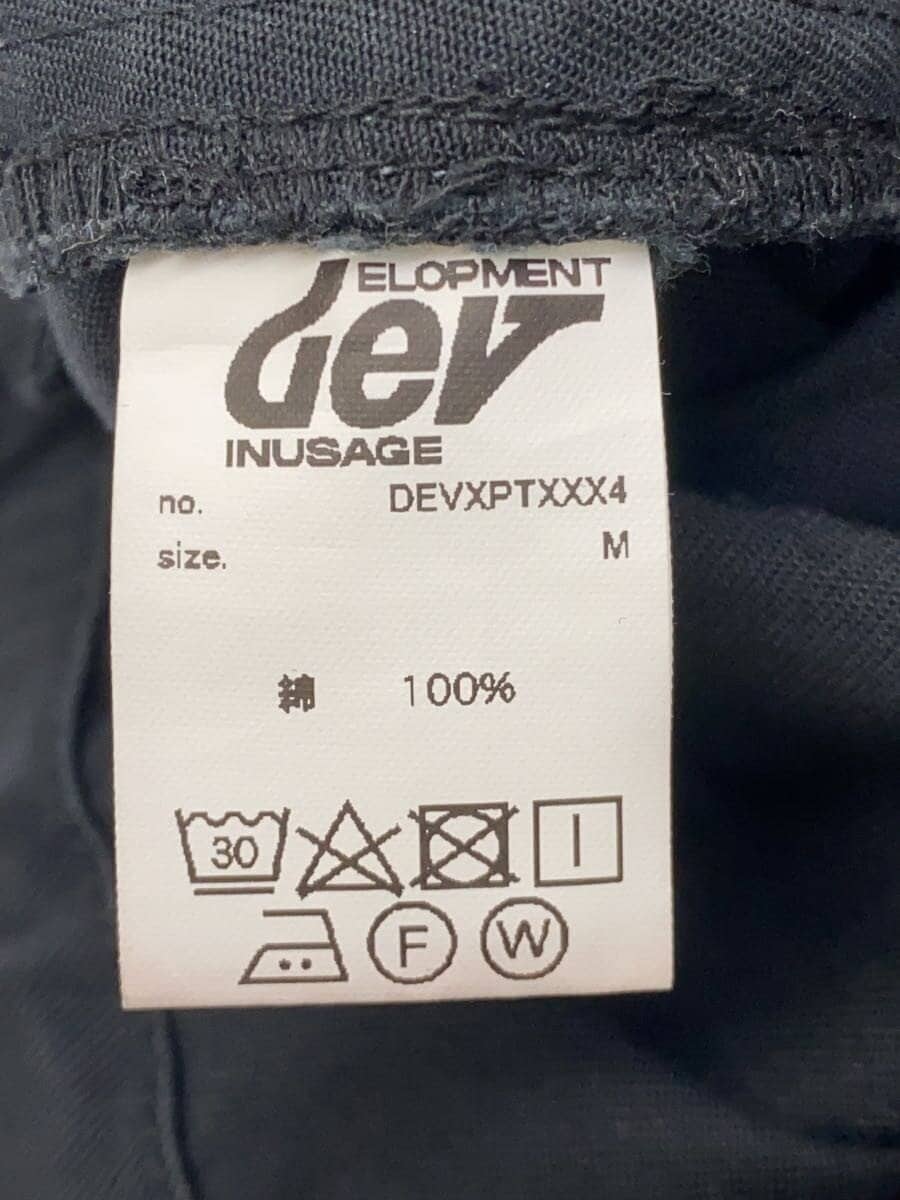 ELOPMENT
dev
INUSAGE
no. DEVXPTXXX4
size. M
綿 100%
30
F W